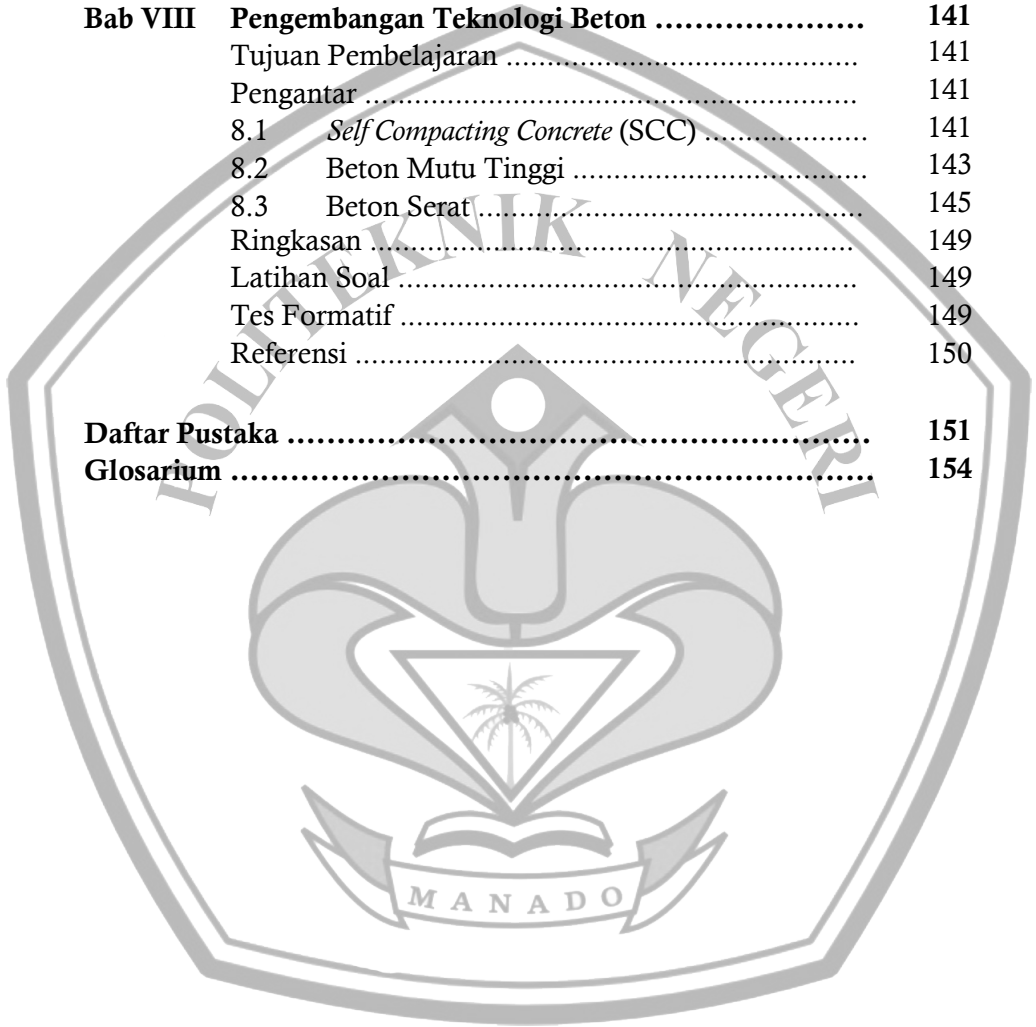 Bab VIII Pengembangan Teknologi Beton ..................... 141
Tujuan Pembelajaran ........................................................ 141
Pengantar ............................................................................... 141
8.1 Self Compacting Concrete (SCC) ..................... 141
8.2 Beton Mutu Tinggi ...................................... 143
8.3 Beton Serat .................................................. 145
Ringkasan .............................................................................. 149
Latihan Soal .......................................................................... 149
Tes Formatif .......................................................................... 149
Referensi ................................................................................ 150
Daftar Pustaka ............................................................... 151
Glosarium ....................................................................... 154
POLITEKNIK NEGERI
MANADO